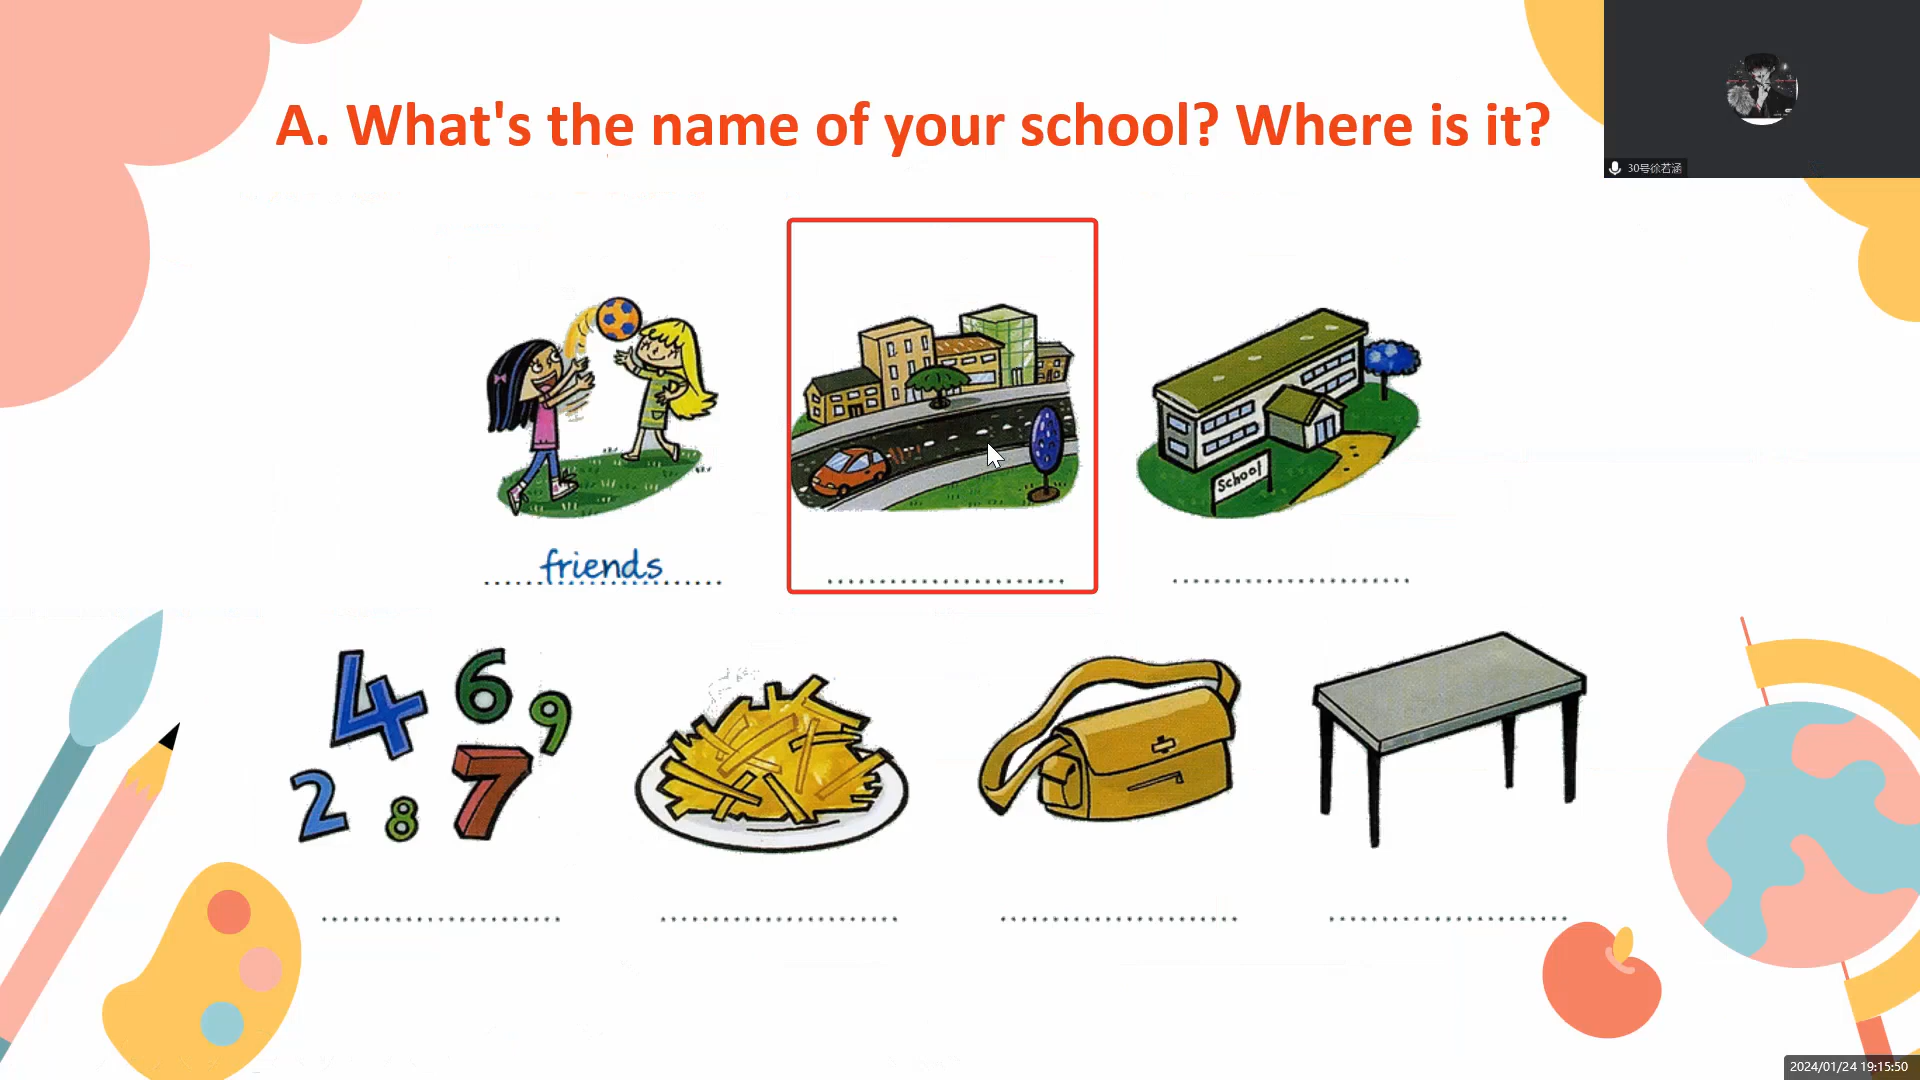 A. What's the name of your school? Where is it?
30号徐若涵
School
friends
4 6 9
2 8 7
2024/01/24 19:15:50